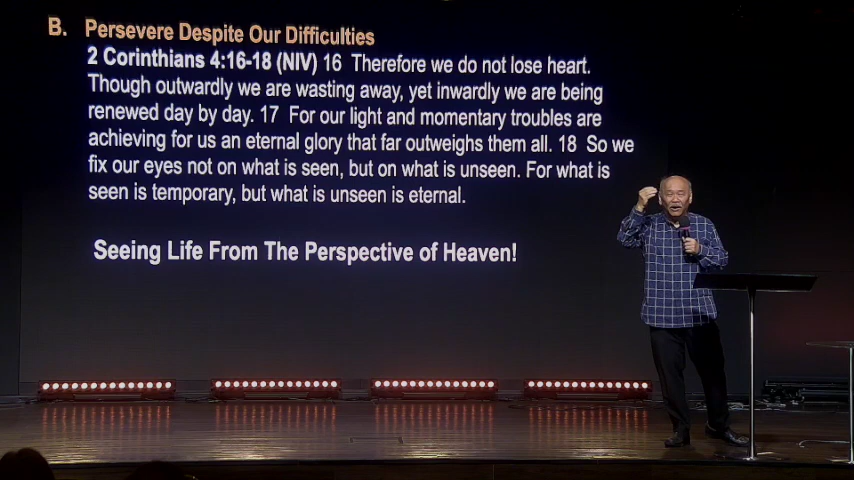 B. Persevere Despite Our Difficulties
2 Corinthians 4:16-18 (NIV) 16 Therefore we do not lose heart.
Though outwardly we are wasting away, yet inwardly we are being
renewed day by day. 17 For our light and momentary troubles are
achieving for us an eternal glory that far outweighs them all. 18 So we
fix our eyes not on what is seen, but on what is unseen. For what is
seen is temporary, but what is unseen is eternal.
Seeing Life From The Perspective of Heaven!